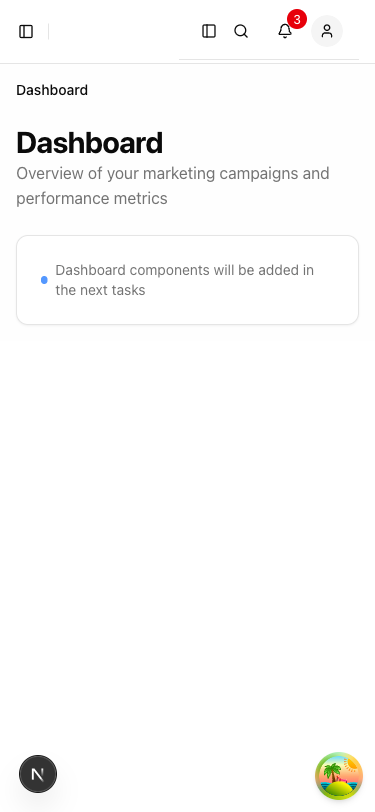 3
Dashboard
Dashboard
Overview of your marketing campaigns and
performance metrics
Dashboard components will be added in
the next tasks
N